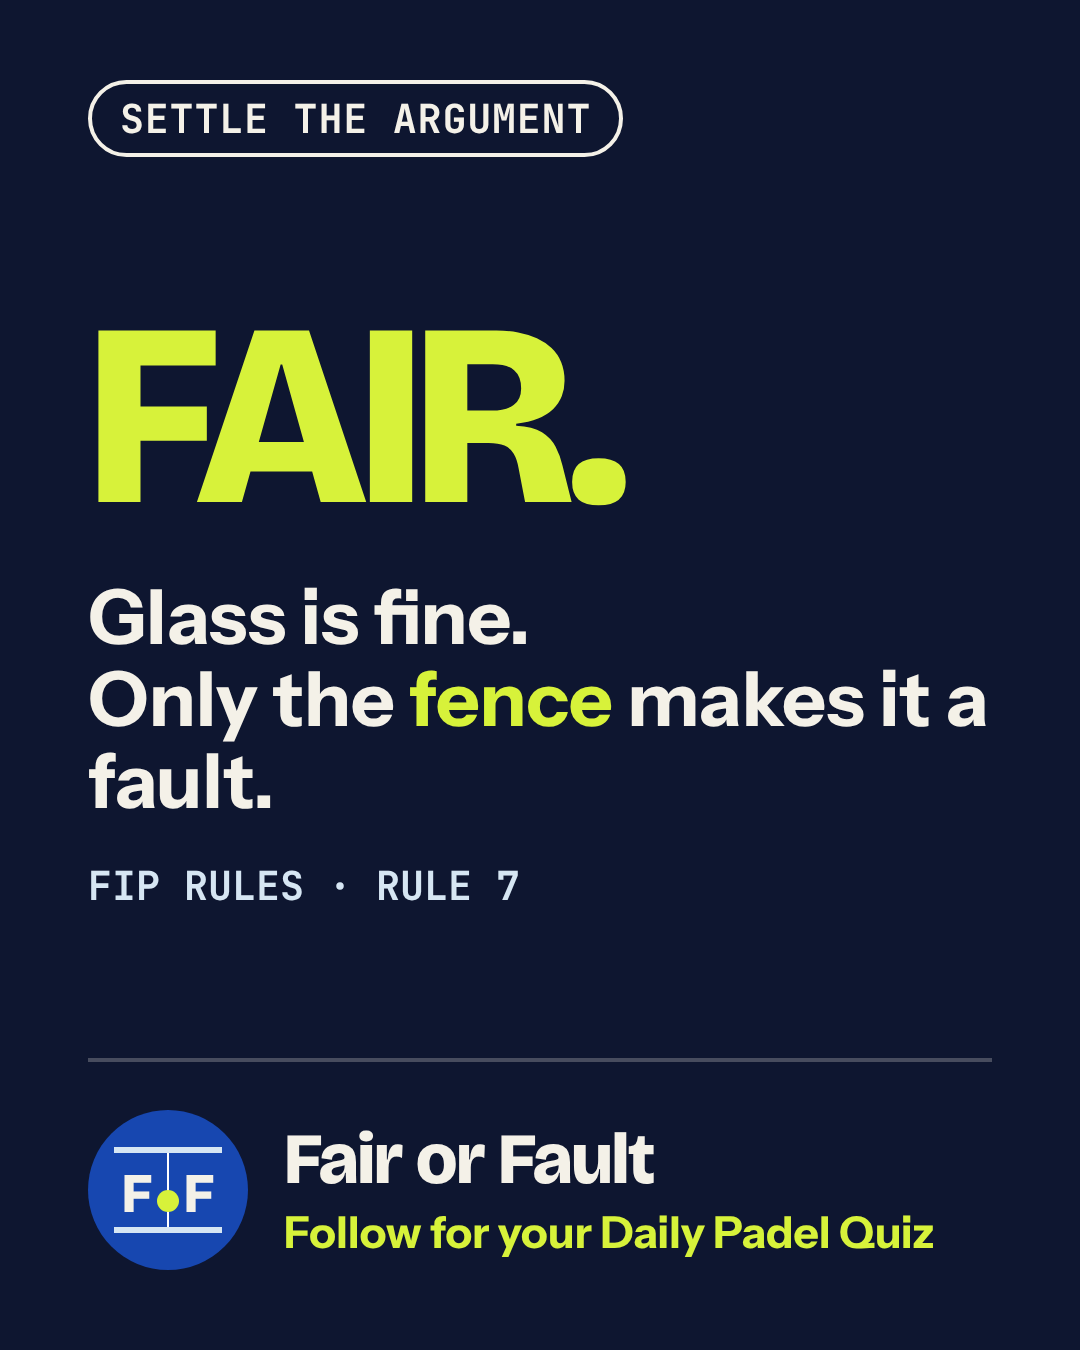 SETTLE THE ARGUMENT
FAIR.
Glass is fine.
Only the fence makes it a
fault.
FIP RULES · RULE 7
F F
Fair or Fault
Follow for your Daily Padel Quiz